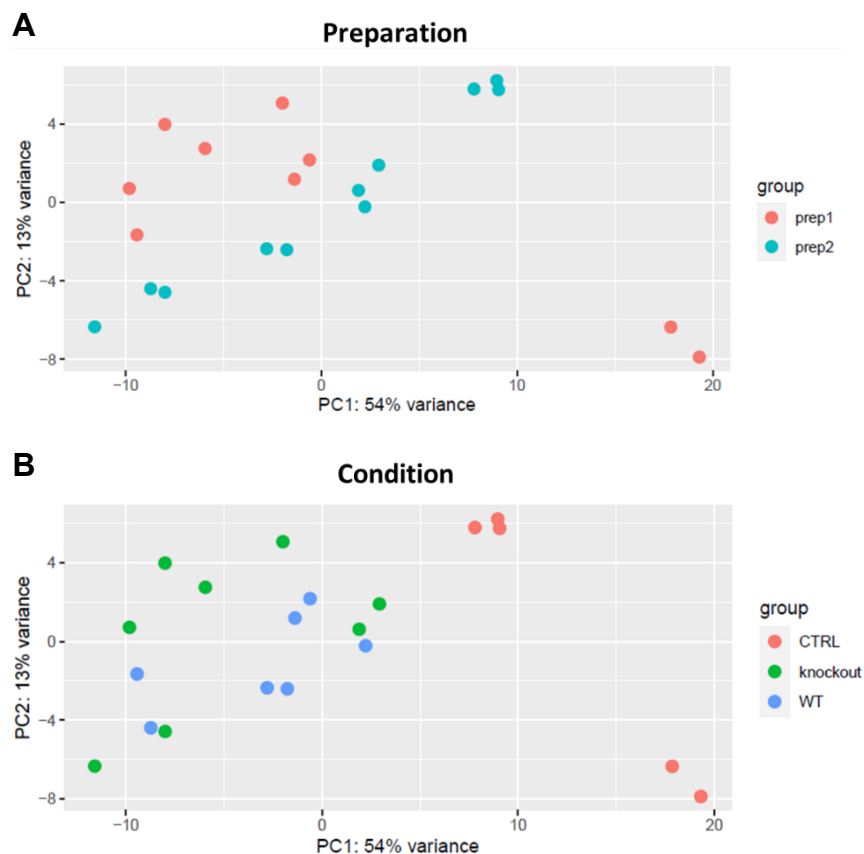 A
Preparation
4
0
−4
−8
PC2: 13% variance
−10
0
10
20
PC1: 54% variance
group
prep1
prep2
B
Condition
4
0
−4
−8
PC2: 13% variance
−10
0
10
20
PC1: 54% variance
group
CTRL
knockout
WT